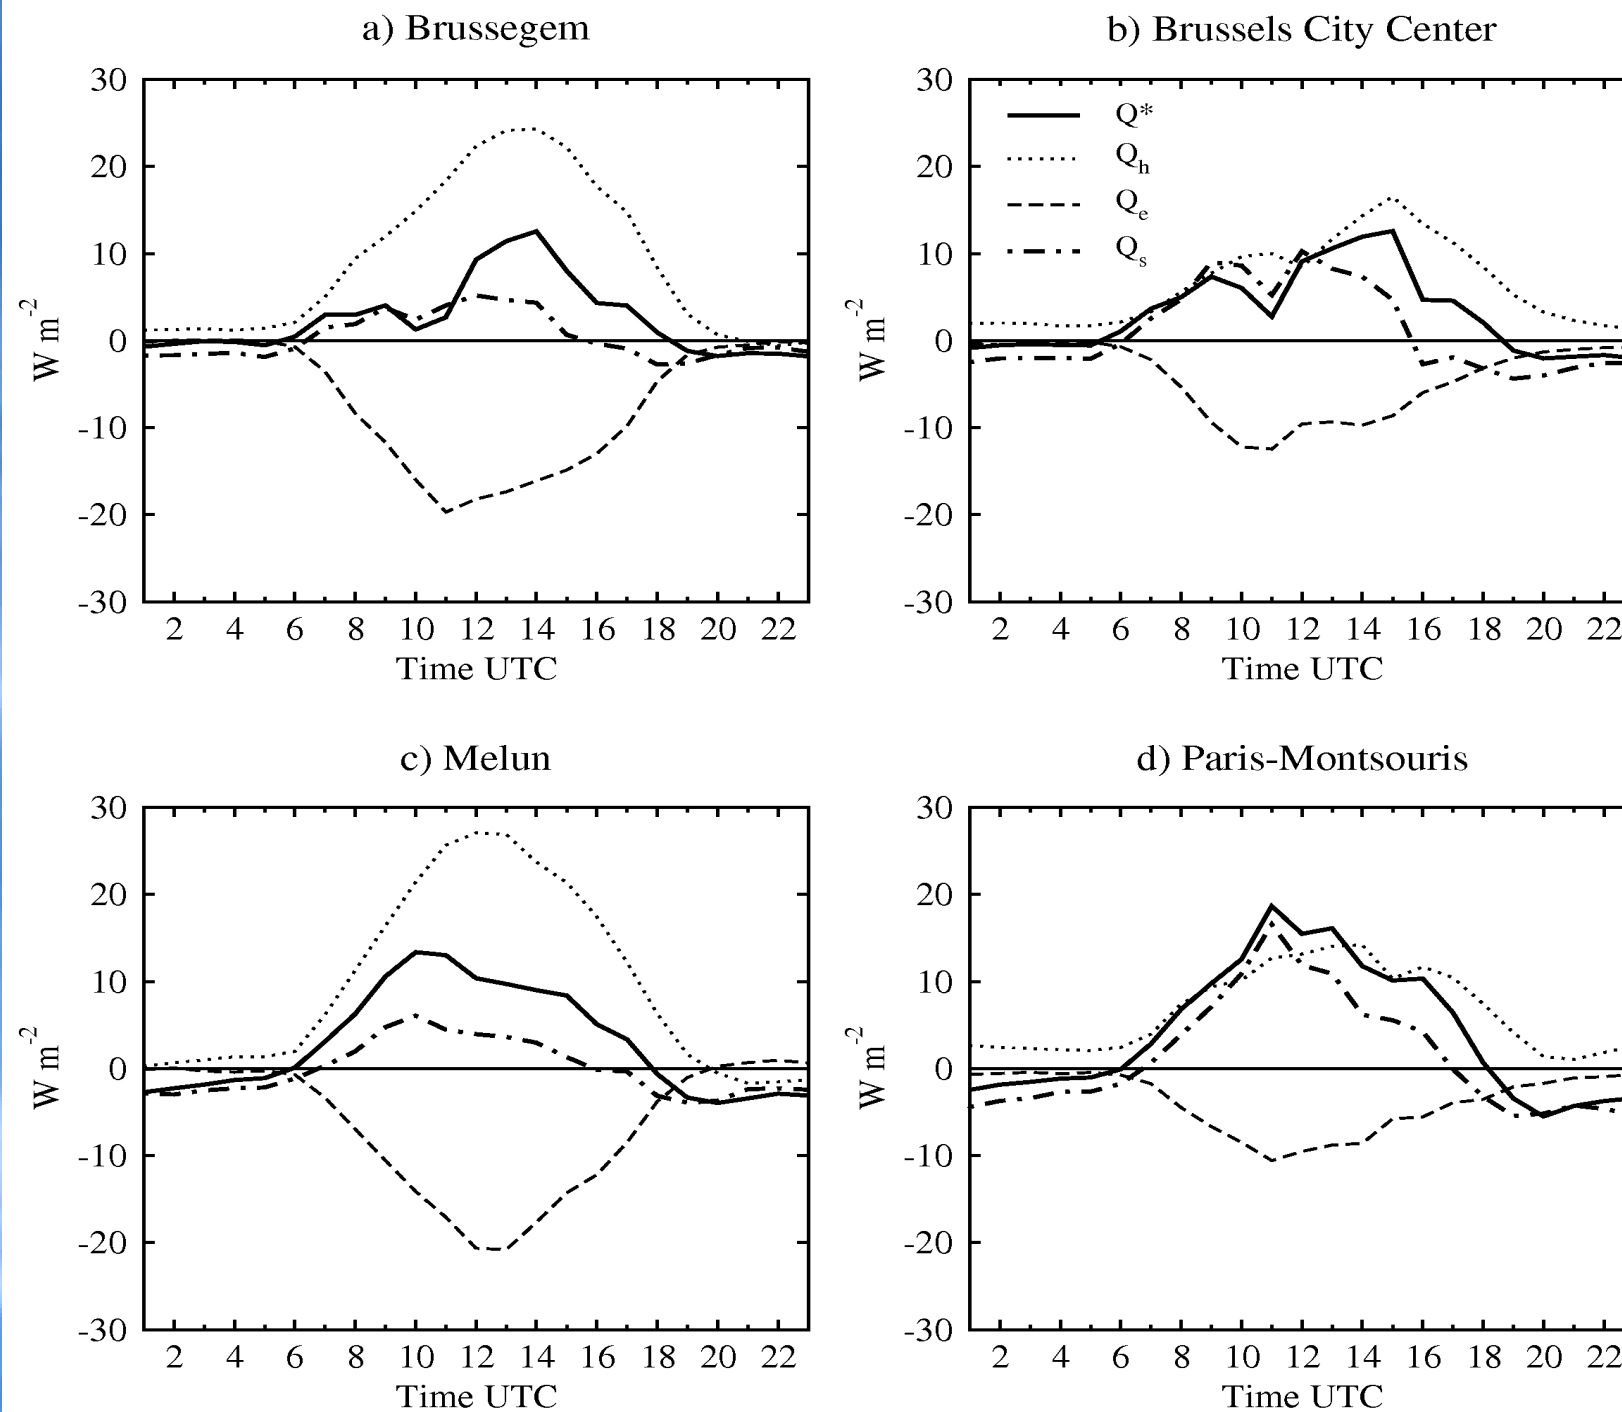 a) Brussegem
b) Brussels City Center
30
20
10
0
-10
-20
-30
W m-2
2 4 6 8 10 12 14 16 18 20 22
Time UTC
30
20
10
0
-10
-20
-30
W m-2
Q*
Qh
Qe
Qs
2 4 6 8 10 12 14 16 18 20 22
Time UTC
c) Melun
d) Paris-Montsouris
30
20
10
0
-10
-20
-30
W m-2
2 4 6 8 10 12 14 16 18 20 22
Time UTC
30
20
10
0
-10
-20
-30
W m-2
2 4 6 8 10 12 14 16 18 20 22
Time UTC